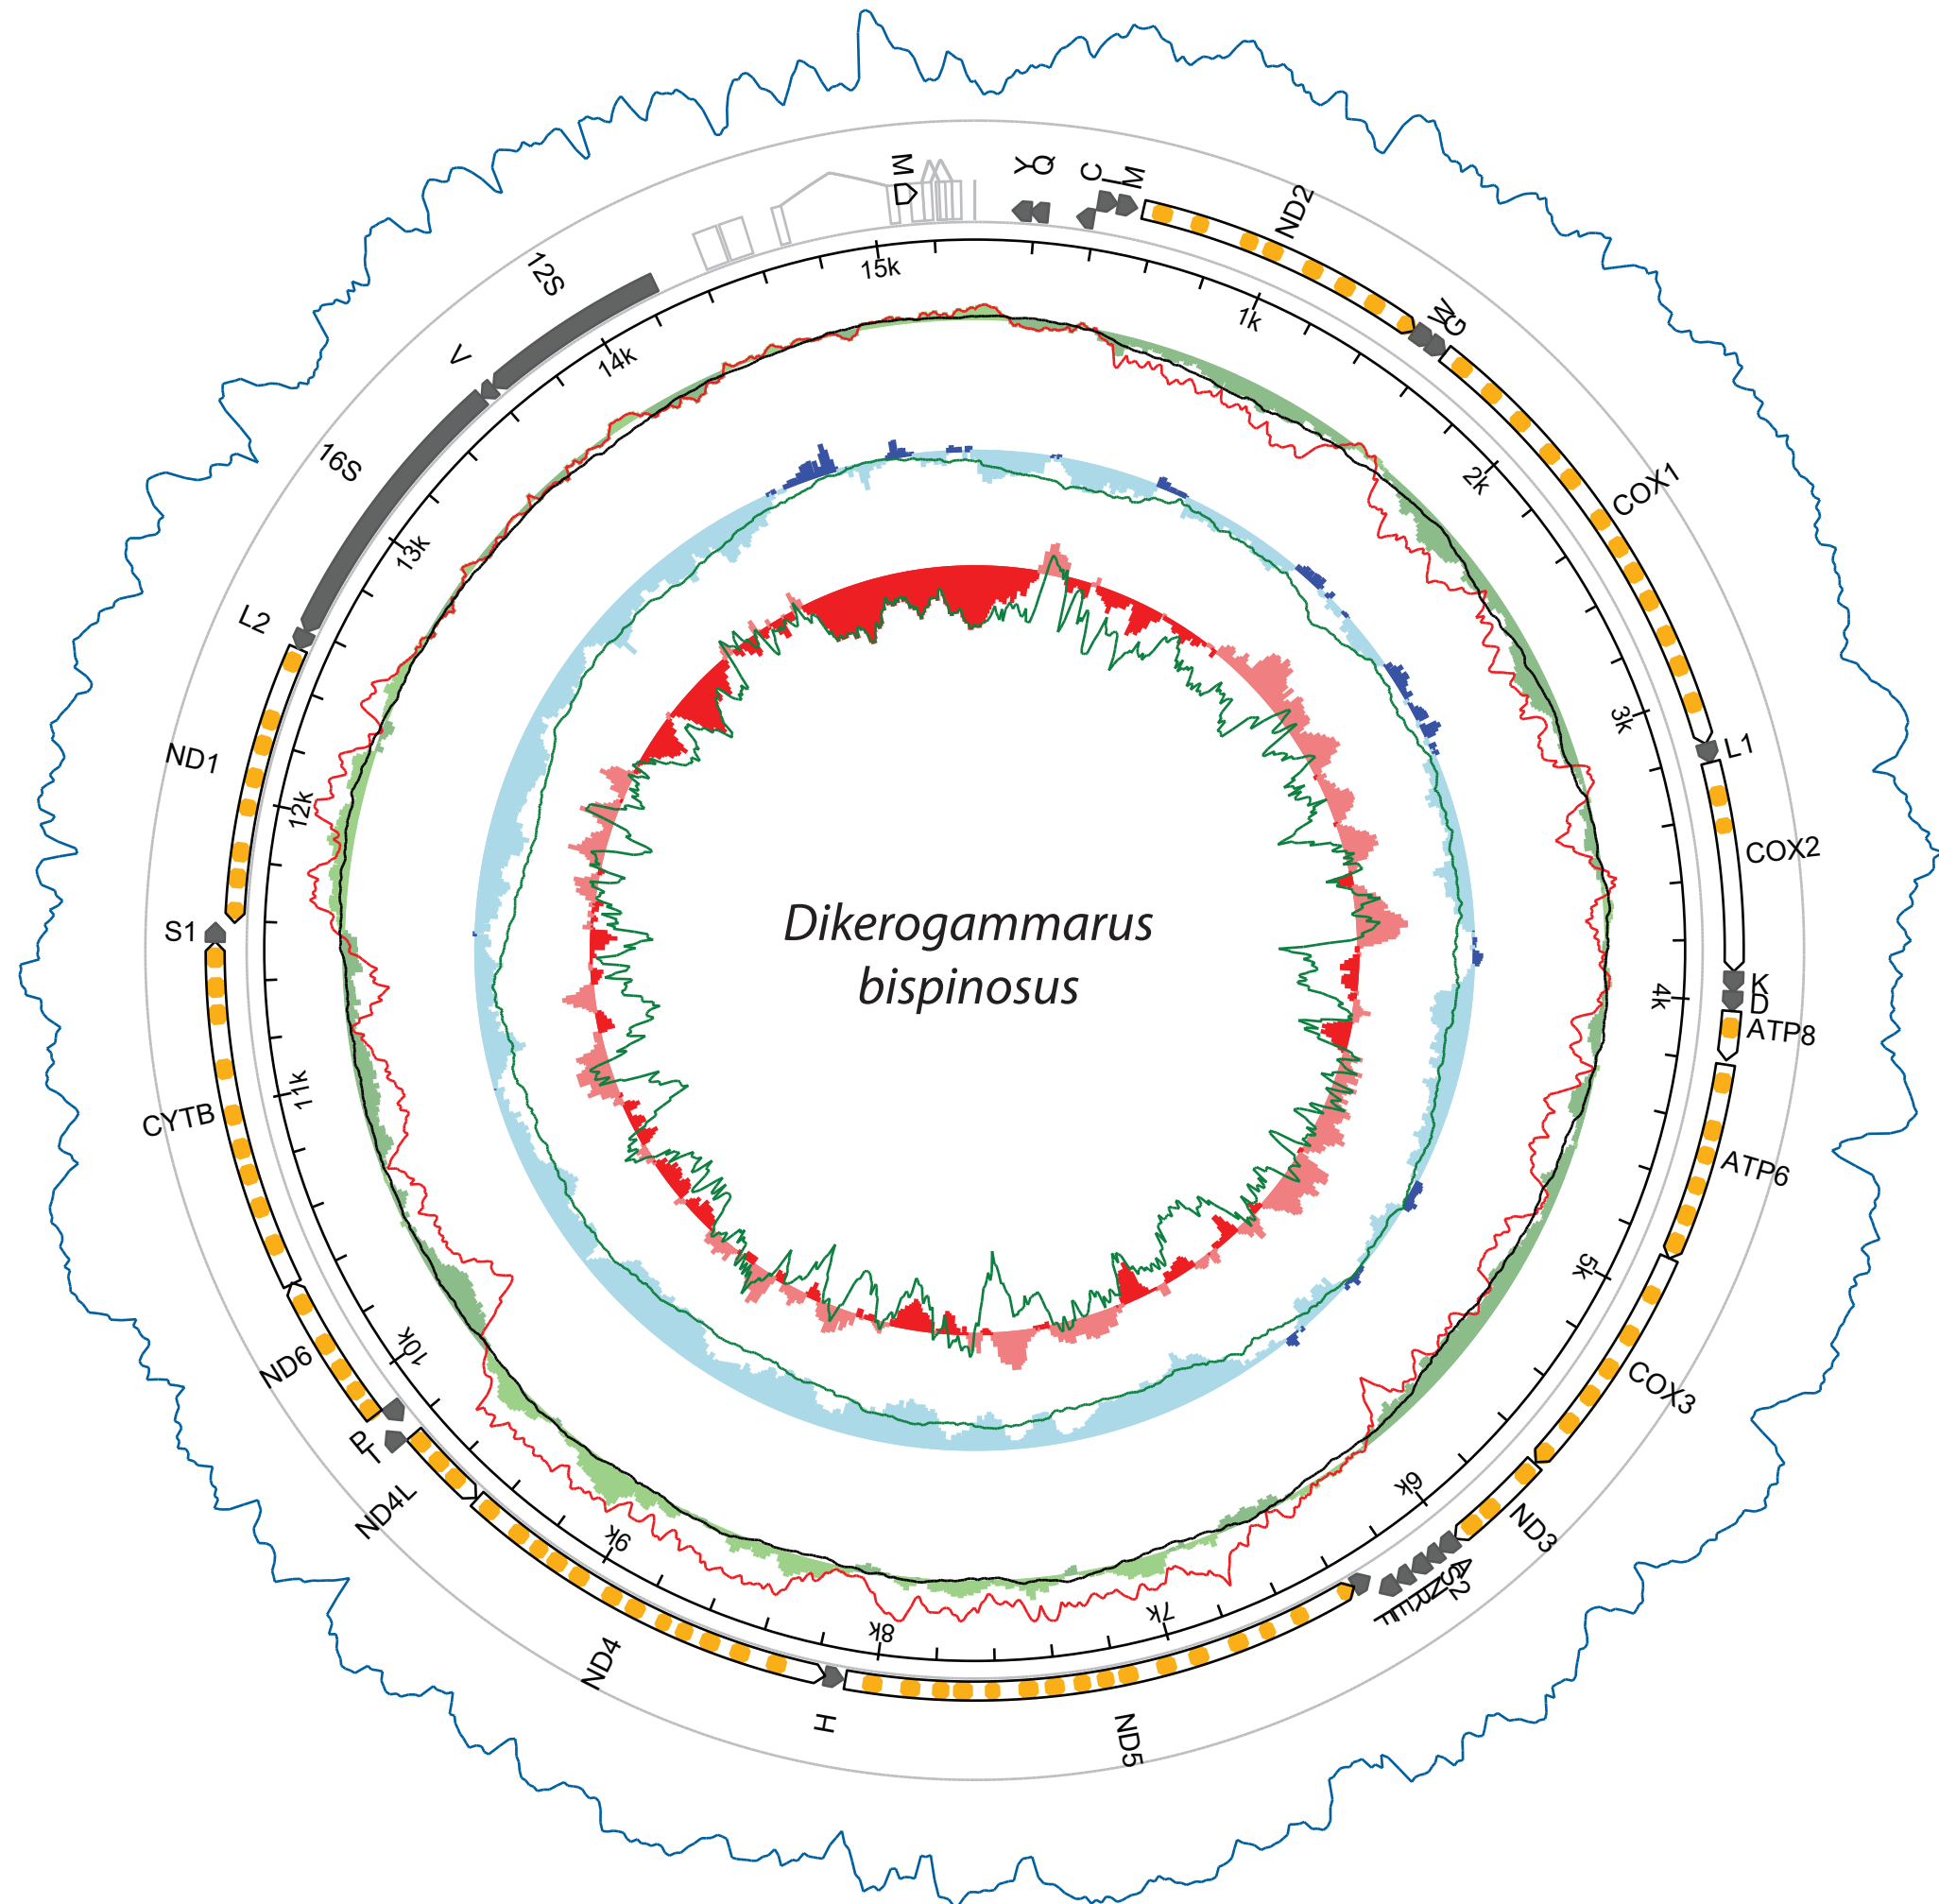 Dikerogammarus
bispinosus
M
Y
Q
C
I
M
ND2
W
G
COX1
L1
COX2
K
D
ATP8
ATP6
COX3
ND3
A
S2
N
R
E
F
ND5
H
ND4
ND4L
T
P
ND6
CYTB
S1
ND1
L2
16S
V
12S
1k
2k
3k
4k
5k
6k
7k
8k
9k
10k
11k
12k
13k
14k
15k